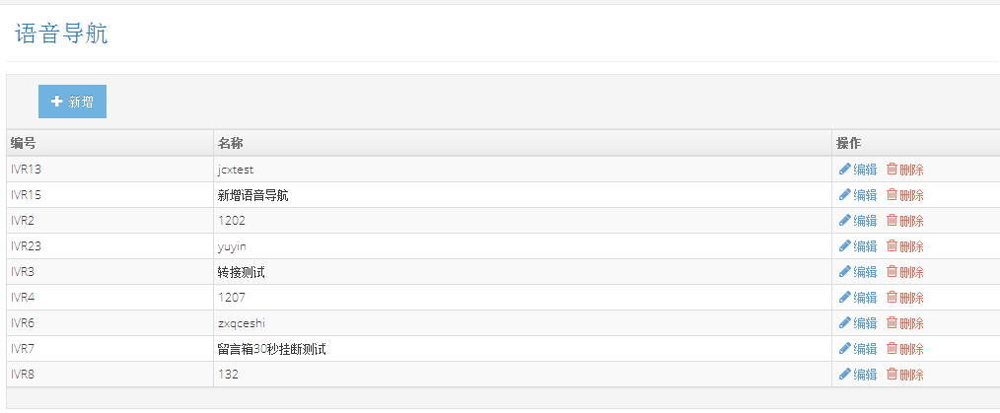 语音导航
新增
编号 名称 操作
IVR13 jcxtest 编辑 删除
IVR15 新增语音导航 编辑 删除
IVR2 1202 编辑 删除
IVR23 yuyin 编辑 删除
IVR3 转接测试 编辑 删除
IVR4 1207 编辑 删除
IVR6 zxqceshi 编辑 删除
IVR7 留言箱30秒挂断测试 编辑 删除
IVR8 132 编辑 删除